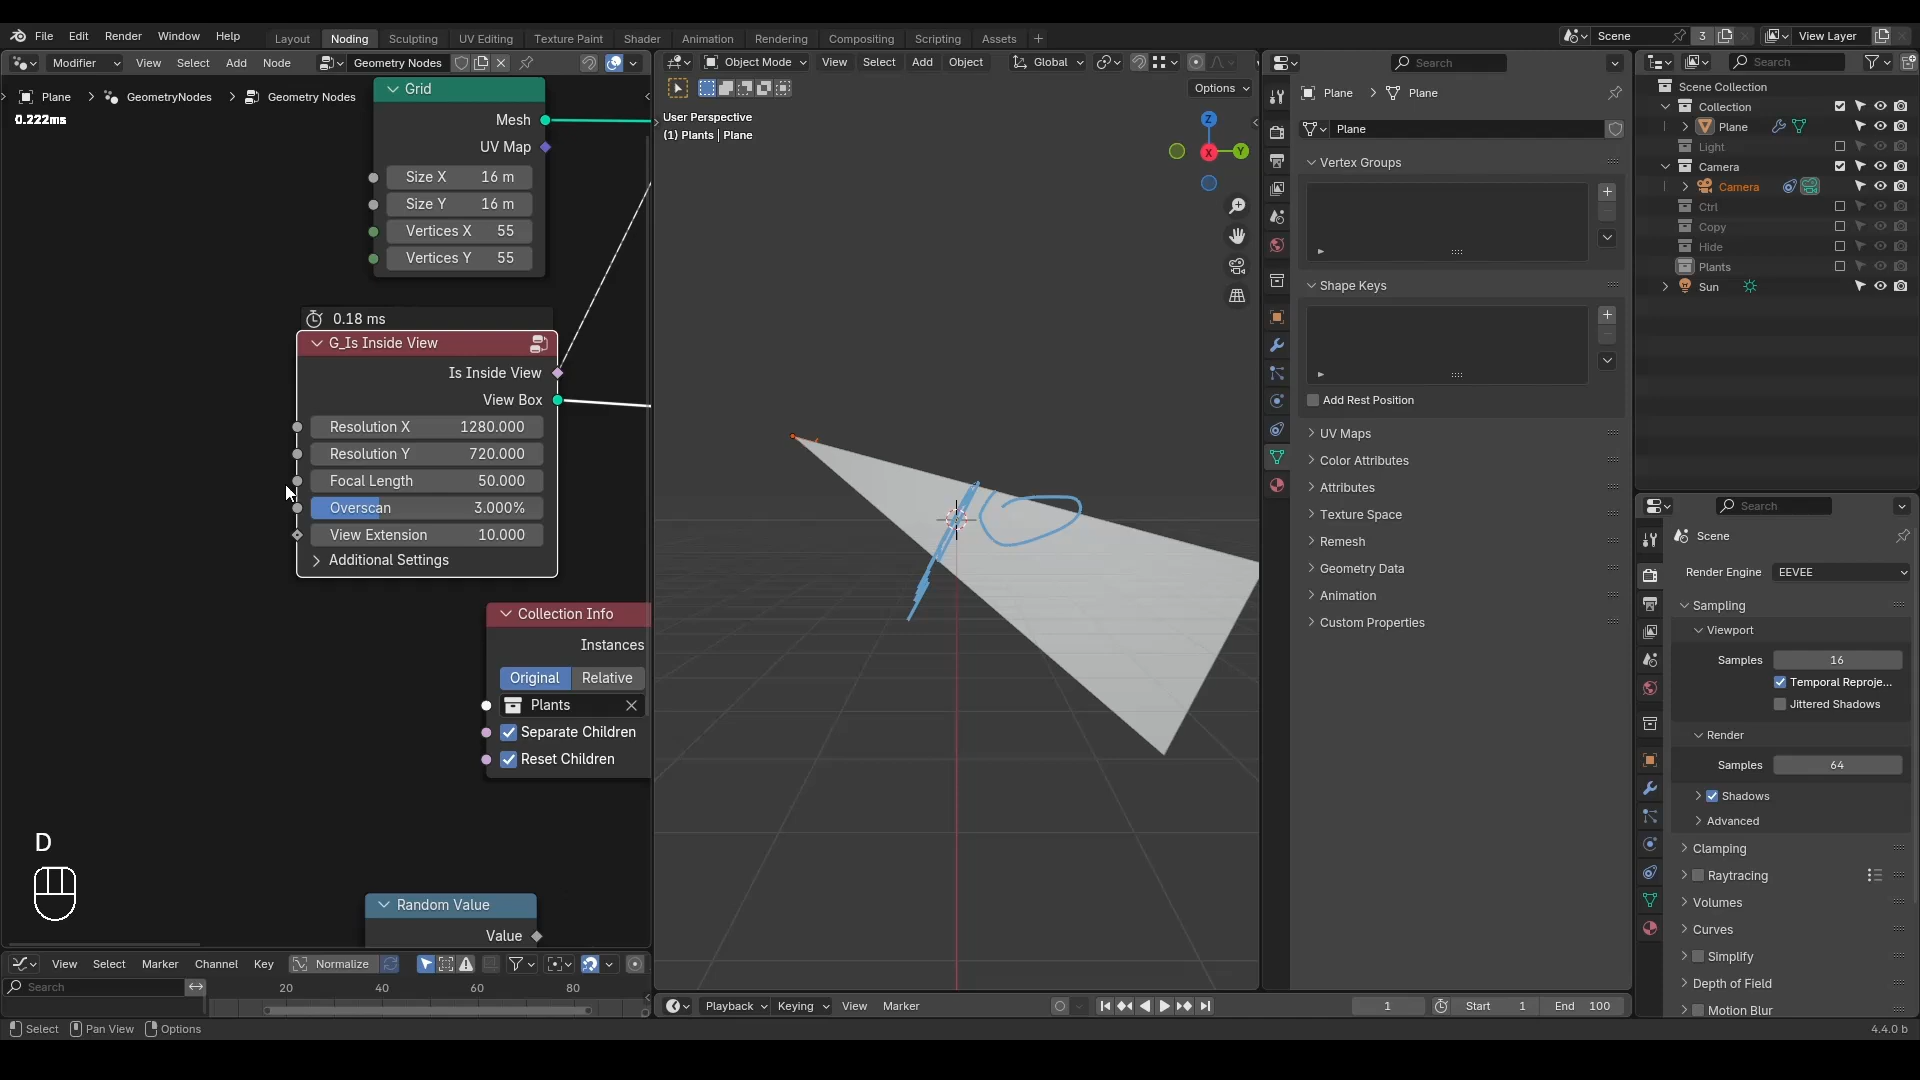 File Edit Render Window Help
Layout Noding Sculpting UV Editing Texture Paint Shader Animation Rendering Compositing Scripting Assets +
Scene 3 View Layer
Modifier View Select Add Node Geometry Nodes
Plane > GeometryNodes > Geometry Nodes
0.222ms
Grid
Mesh
UV Map
Size X 16 m
Size Y 16 m
Vertices X 55
Vertices Y 55
0.18 ms
G_Is Inside View
Is Inside View
View Box
Resolution X 1280.000
Resolution Y 720.000
Focal Length 50.000
Overscan 3.000%
View Extension 10.000
Additional Settings
Collection Info
Instances
Original Relative
Plants
Separate Children
Reset Children
Random Value
Value
D
View Select Marker Channel Key Normalize
Search
20 40 60 80
Select Pan View Options
Object Mode View Select Add Object Global
Options
User Perspective
(1) Plants | Plane
Z
X
Y
Playback Keying View Marker
1 Start 1 End 100
Search
Plane > Plane
Plane
Vertex Groups
Shape Keys
Add Rest Position
UV Maps
Color Attributes
Attributes
Texture Space
Remesh
Geometry Data
Animation
Custom Properties
Search
Scene Collection
Collection
Plane
Light
Camera
Camera
Ctrl
Copy
Hide
Plants
Sun
Search
Scene
Render Engine EEVEE
Sampling
Viewport
Samples 16
Temporal Reproje...
Jittered Shadows
Render
Samples 64
Shadows
Advanced
Clamping
Raytracing
Volumes
Curves
Simplify
Depth of Field
Motion Blur
4.4.0 b